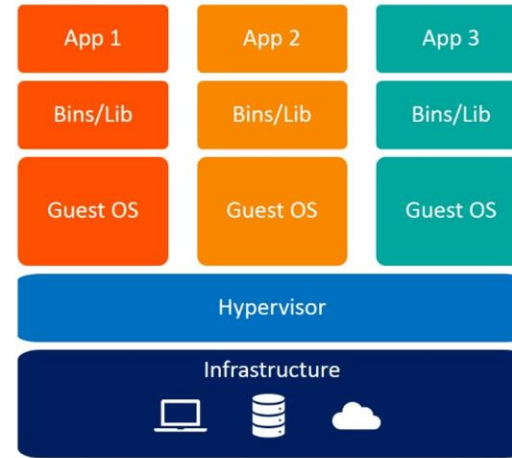 App 1
App 2
App 3
Bins/Lib
Bins/Lib
Bins/Lib
Guest OS
Guest OS
Guest OS
Hypervisor
Infrastructure